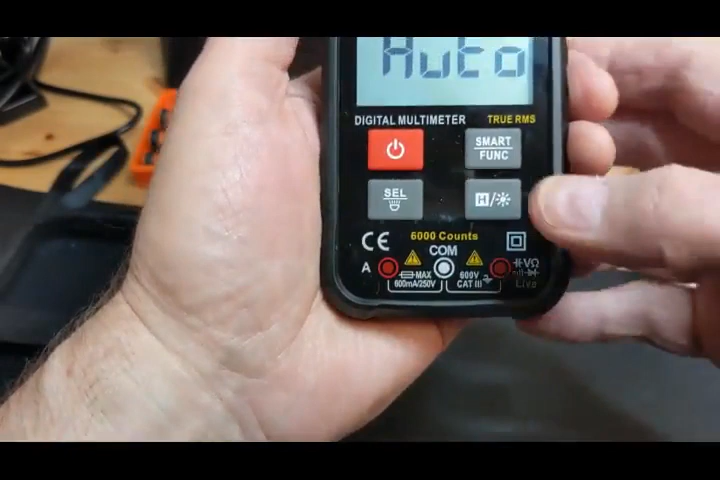 Auto
DIGITAL MULTIMETER TRUE RMS
SMART
FUNC
SEL
H/
6000 Counts
CE
COM
A
MAX
600mA/250V
600V
CAT III
VΩ
Live